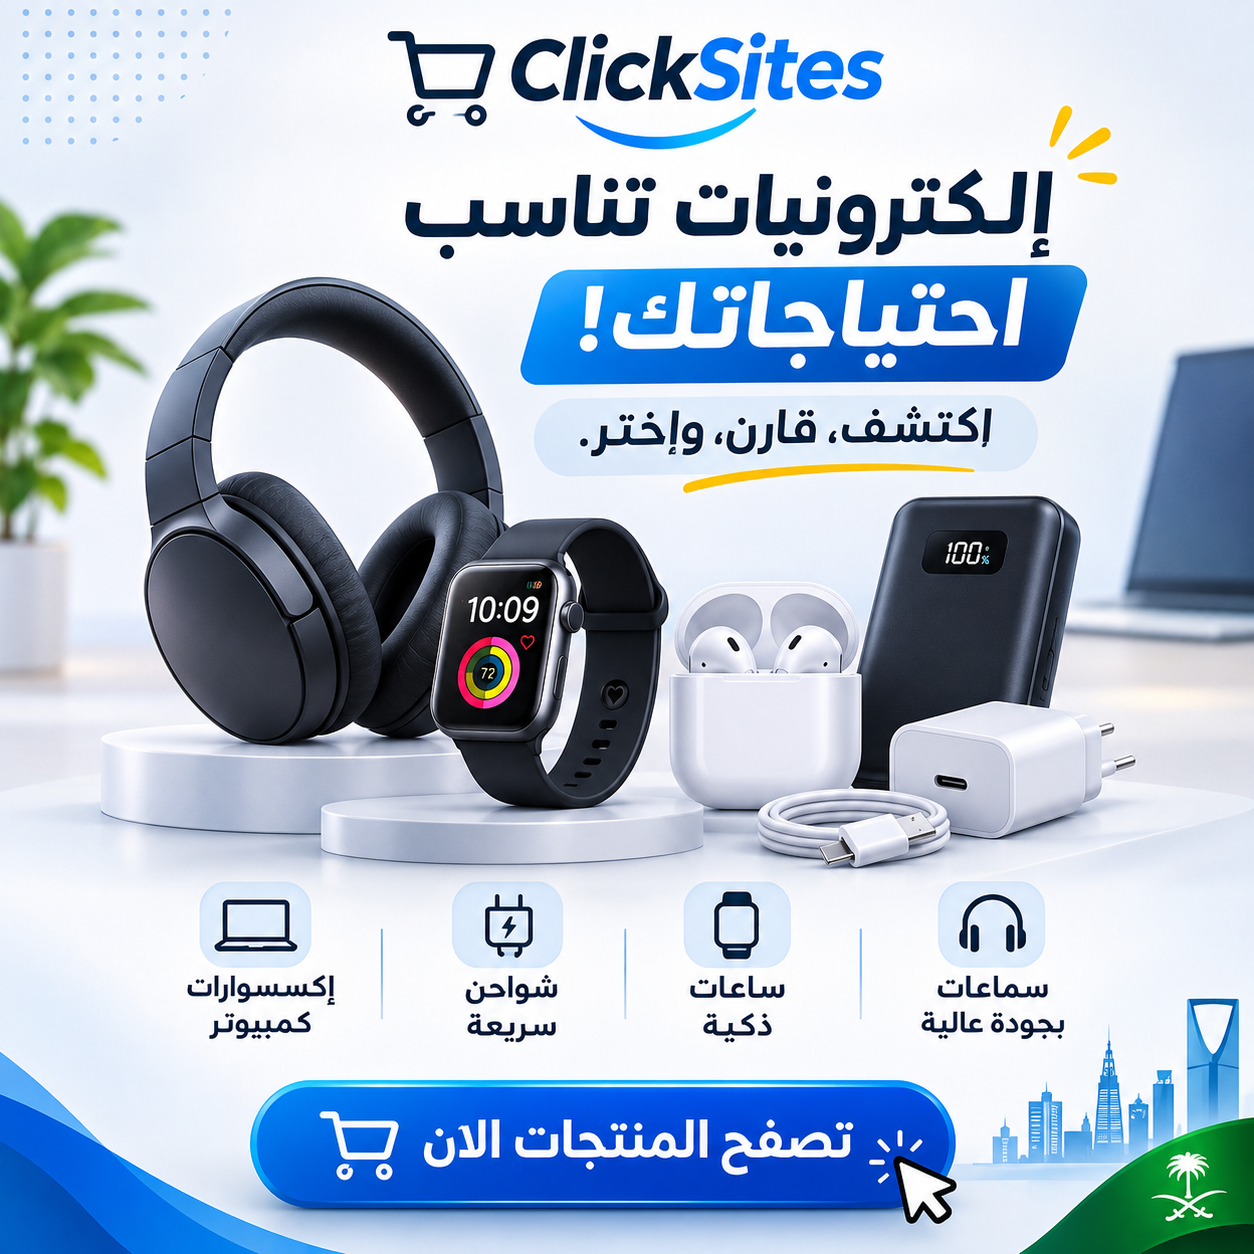 ClickSites
إلكترونيات تناسب
احتياجاتك!
إكتشف، قارن، وإختر.
100%
10:09
72
سماعات
بجودة عالية
ساعات
ذكية
شواحن
سريعة
إكسسوارات
كمبيوتر
تصفح المنتجات الان